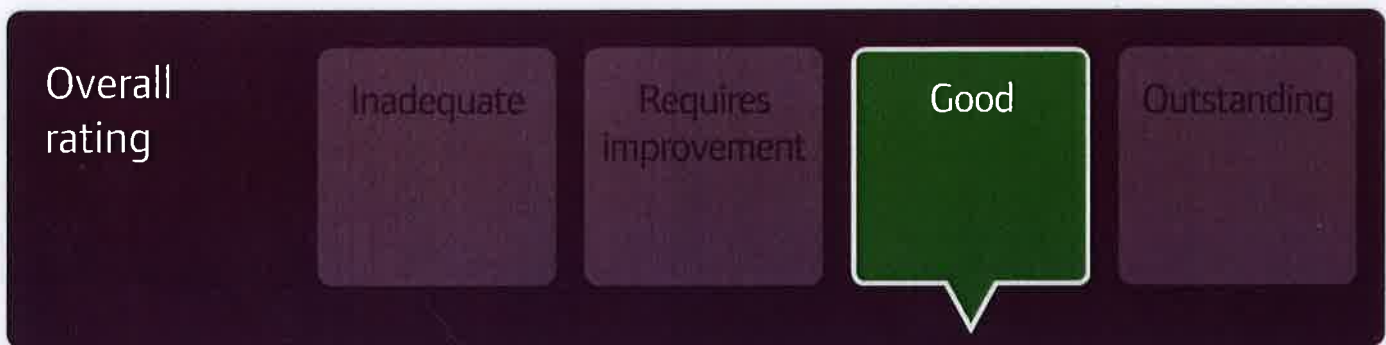 Overall
rating
Inadequate
Requires
improvement
Good
Outstanding